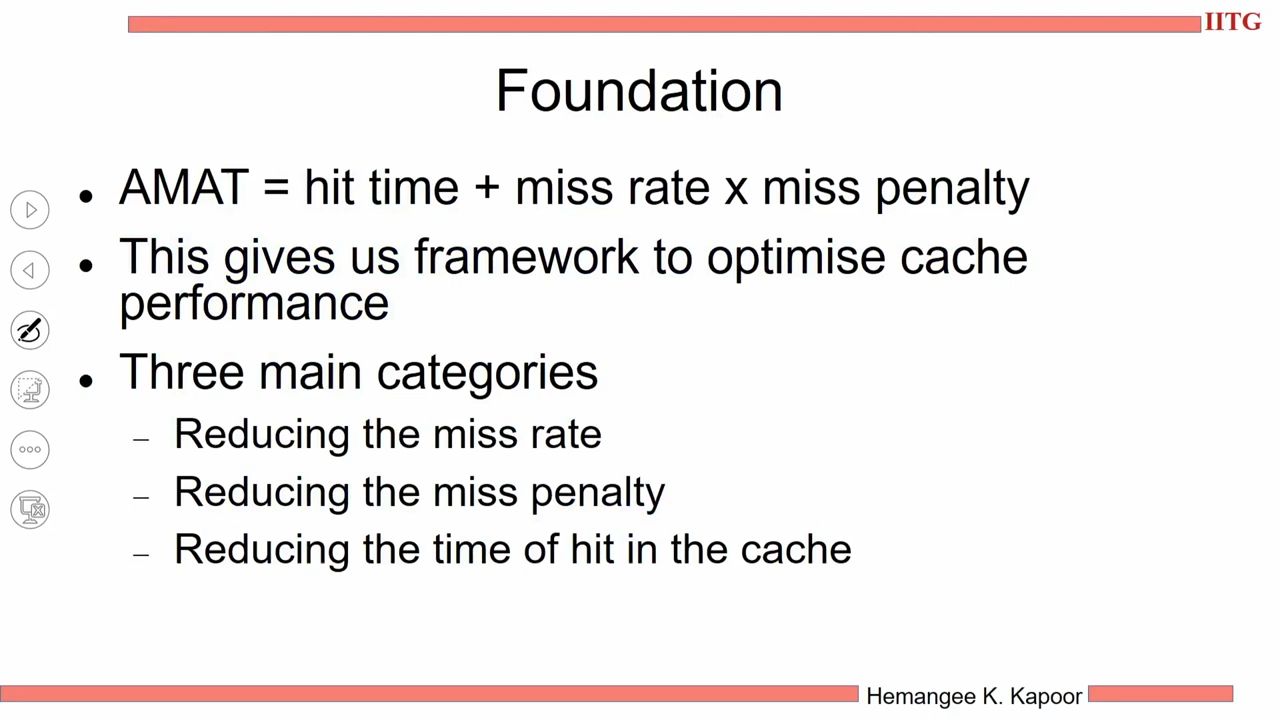 IITG
Foundation
● AMAT = hit time + miss rate x miss penalty
● This gives us framework to optimise cache
performance
● Three main categories
– Reducing the miss rate
– Reducing the miss penalty
– Reducing the time of hit in the cache
Hemangee K. Kapoor